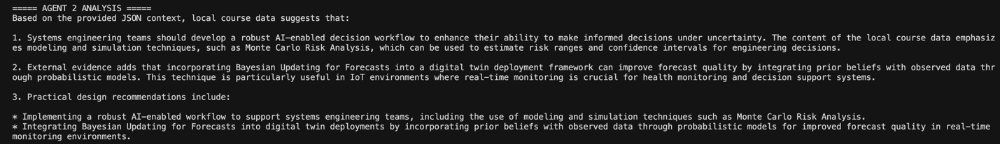 ===== AGENT 2 ANALYSIS =====
Based on the provided JSON context, local course data suggests that:
1. Systems engineering teams should develop a robust AI-enabled decision workflow to enhance their ability to make informed decisions under uncertainty. The content of the local course data emphasiz
es modeling and simulation techniques, such as Monte Carlo Risk Analysis, which can be used to estimate risk ranges and confidence intervals for engineering decisions.
2. External evidence adds that incorporating Bayesian Updating for Forecasts into a digital twin deployment framework can improve forecast quality by integrating prior beliefs with observed data thr
ough probabilistic models. This technique is particularly useful in IoT environments where real-time monitoring is crucial for health monitoring and decision support systems.
3. Practical design recommendations include:
* Implementing a robust AI-enabled workflow to support systems engineering teams, including the use of modeling and simulation techniques such as Monte Carlo Risk Analysis.
* Integrating Bayesian Updating for Forecasts into digital twin deployments by incorporating prior beliefs with observed data through probabilistic models for improved forecast quality in real-time
monitoring environments.